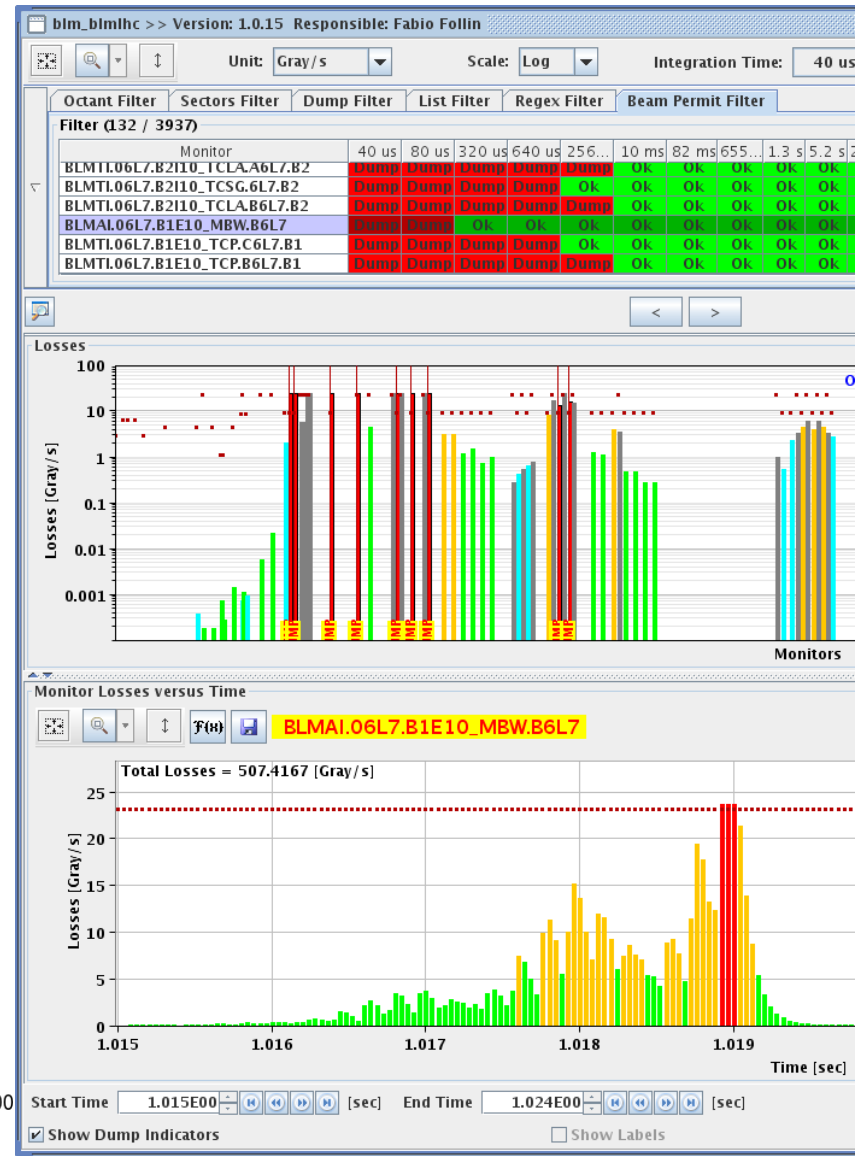 blm_blmlhc >> Version: 1.0.15 Responsible: Fabio Follin
Unit: Gray/s Scale: Log Integration Time: 40 us
Octant Filter Sectors Filter Dump Filter List Filter Regex Filter Beam Permit Filter
Filter (132 / 3937)
Monitor 40 us 80 us 320 us 640 us 256... 10 ms 82 ms 655... 1.3 s 5.2 s 2
BLMTI.06L7.B2I10_TCLA.A6L7.B2 Dump Dump Dump Dump Dump Ok Ok Ok Ok Ok
BLMTI.06L7.B2I10_TCSG.6L7.B2 Dump Dump Dump Dump Ok Ok Ok Ok Ok Ok
BLMTI.06L7.B2I10_TCLA.B6L7.B2 Dump Dump Dump Dump Dump Ok Ok Ok Ok Ok
BLMAI.06L7.B1E10_MBW.B6L7 Dump Dump Ok Ok Ok Ok Ok Ok Ok Ok
BLMTI.06L7.B1E10_TCP.C6L7.B1 Dump Dump Dump Dump Ok Ok Ok Ok Ok Ok
BLMTI.06L7.B1E10_TCP.B6L7.B1 Dump Dump Dump Dump Dump Ok Ok Ok Ok Ok
< >
Losses
100
O
10
1
0.1
0.01
0.001
Losses [Gray/s]
MP MP MP MP MP MP MP MP
Monitors
Monitor Losses versus Time
F(x) BLMAI.06L7.B1E10_MBW.B6L7
Total Losses = 507.4167 [Gray/s]
25
20
15
10
5
0
Losses [Gray/s]
1.015 1.016 1.017 1.018 1.019
Time [sec]
00
Start Time 1.015E00 [sec] End Time 1.024E00 [sec]
Show Dump Indicators Show Labels